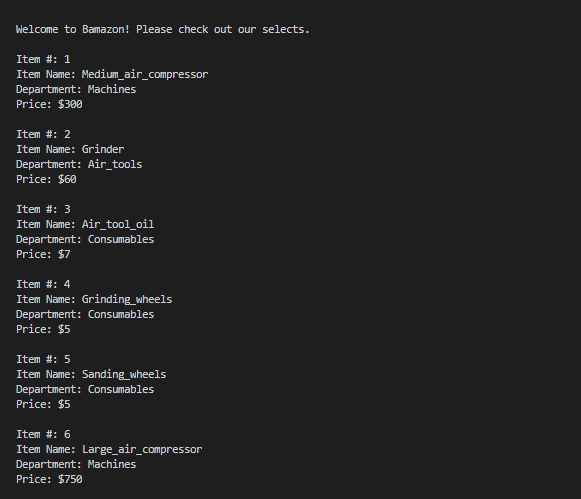 Welcome to Bamazon! Please check out our selects.
Item #: 1
Item Name: Medium_air_compressor
Department: Machines
Price: $300
Item #: 2
Item Name: Grinder
Department: Air_tools
Price: $60
Item #: 3
Item Name: Air_tool_oil
Department: Consumables
Price: $7
Item #: 4
Item Name: Grinding_wheels
Department: Consumables
Price: $5
Item #: 5
Item Name: Sanding_wheels
Department: Consumables
Price: $5
Item #: 6
Item Name: Large_air_compressor
Department: Machines
Price: $750